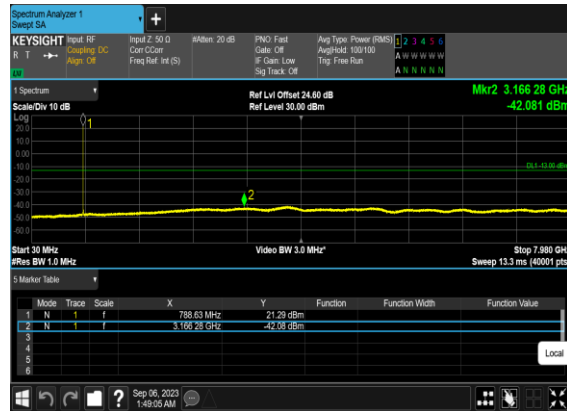 Spectrum Analyzer 1
Swept SA
+
KEYSIGHT Input: RF Input Z: 50 Ω #Atten: 20 dB PNO: Fast Avg Type: Power (RMS) 1 2 3 4 5 6
R T Coupling: DC Corr CCorr Gate: Off Avg|Hold: 100/100 A W W W W W
Align: Off Freq Ref: Int (S) IF Gain: Low Trig: Free Run
Sig Track: Off A N N N N N
1 Spectrum Ref Lvl Offset 24.60 dB Mkr2 3.166 28 GHz
Scale/Div 10 dB Ref Level 30.00 dBm -42.081 dBm
Log
20.0
10.0
0.00
-10.0
-20.0
-30.0
-40.0
-50.0
-60.0
1
2
DL1 -13.00 dBm
Start 30 MHz Video BW 3.0 MHz* Stop 7.980 GHz
#Res BW 1.0 MHz Sweep 13.3 ms (40001 pts)
5 Marker Table
Mode Trace Scale X Y Function Function Width Function Value
1 N 1 f 788.63 MHz 21.29 dBm
2 N 1 f 3.166 28 GHz -42.08 dBm
3
4
5
6
Local
? Sep 06, 2023
1:49:05 AM